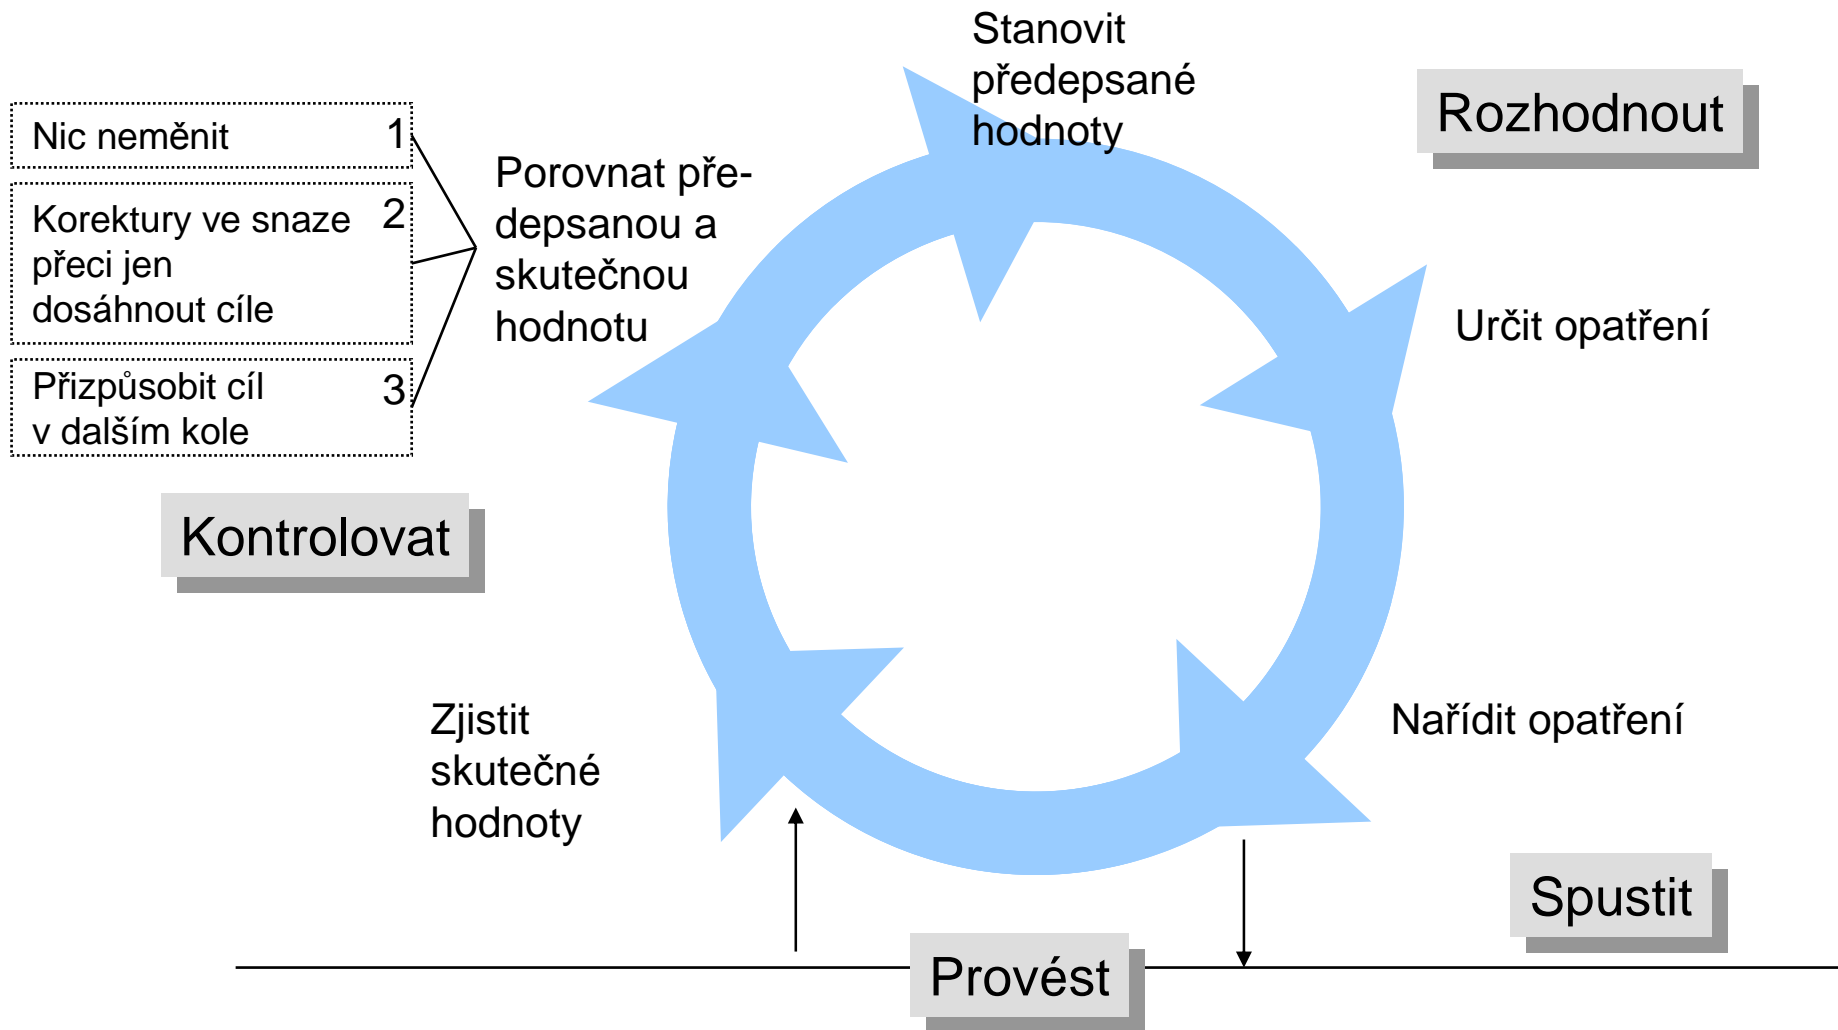 Stanovit
předepsané
hodnoty
Rozhodnout
Nic neměnit 1
Korektury ve snaze 2
přeci jen
dosáhnout cíle
Přizpůsobit cíl 3
v dalším kole
Porovnat pře-
depsanou a
skutečnou
hodnotu
Určit opatření
Kontrolovat
Zjistit
skutečné
hodnoty
Nařídit opatření
Spustit
Provést